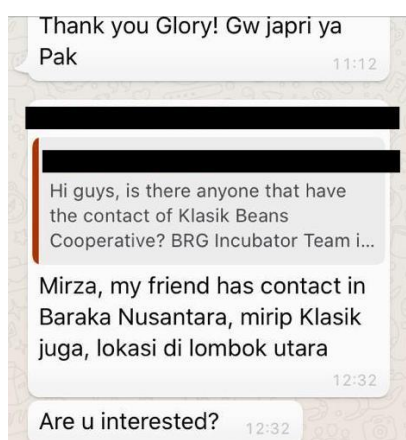 Thank you Glory! Gw japri ya
Pak
11:12
Hi guys, is there anyone that have
the contact of Klasik Beans
Cooperative? BRG Incubator Team i...
Mirza, my friend has contact in
Baraka Nusantara, mirip Klasik
juga, lokasi di lombok utara
12:32
Are u interested?
12:32